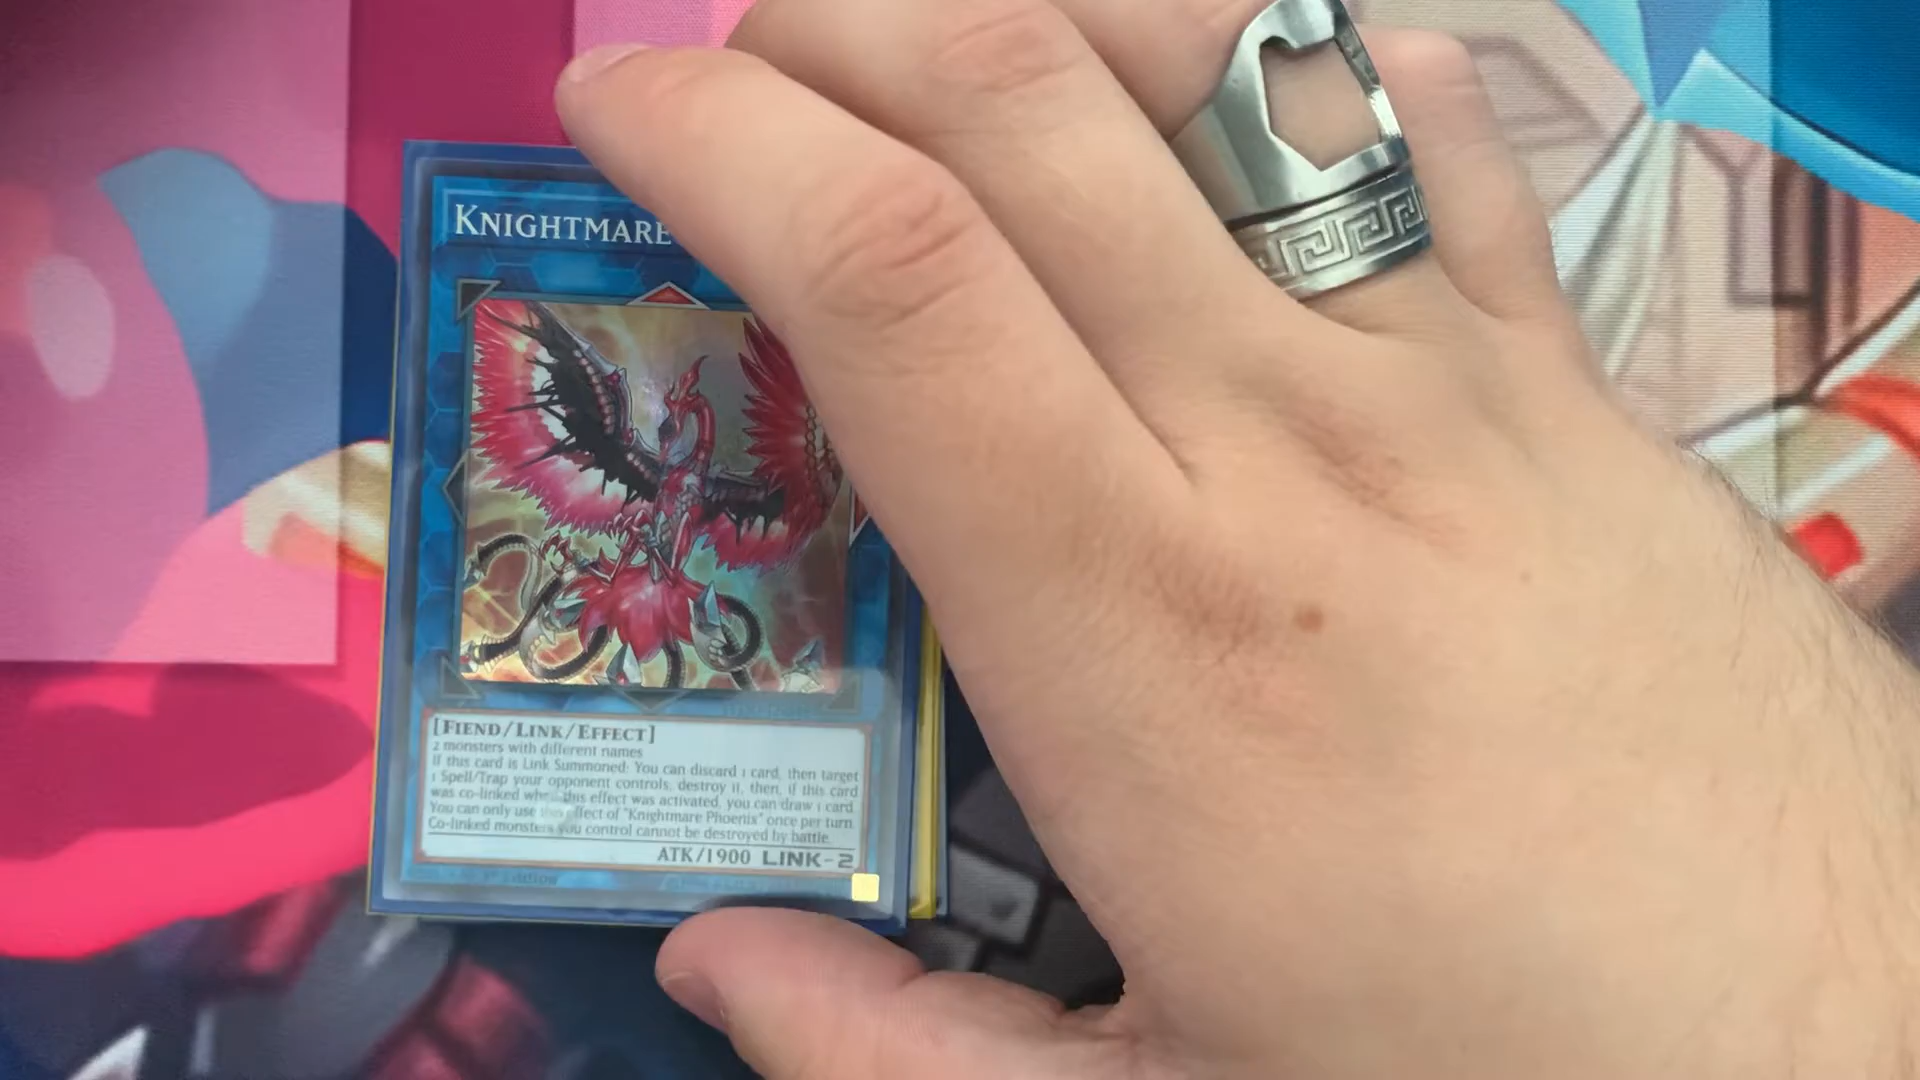 KNIGHTMARE
[FIEND/LINK/EFFECT]
2 monsters with different names
If this card is Link Summoned: You can discard 1 card, then target
1 Spell/Trap your opponent controls; destroy it, then, if this card
was co-linked when this effect was activated, you can draw 1 card.
You can only use this effect of "Knightmare Phoenix" once per turn.
Co-linked monsters you control cannot be destroyed by battle.
ATK/1900 LINK-2
1st Edition